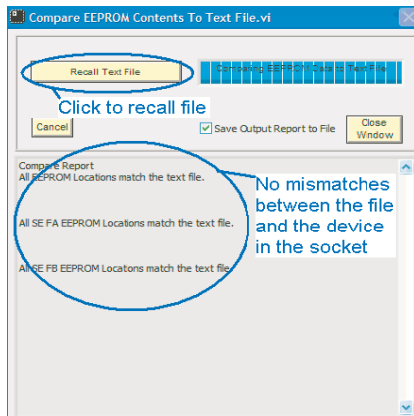 Compare EEPROM Contents To Text File.vi
Recall Text File
Comparing EEPROM Data to Text File
Click to recall file
Cancel
Save Output Report to File
Close
Wndow
Compare Report
All EEPROM Locations match the text file.
No mismatches
between the file
and the device
in the socket
All SE FA EEPROM Locatons match the text file.
All SE FB EEPROM Locatons match the text file.